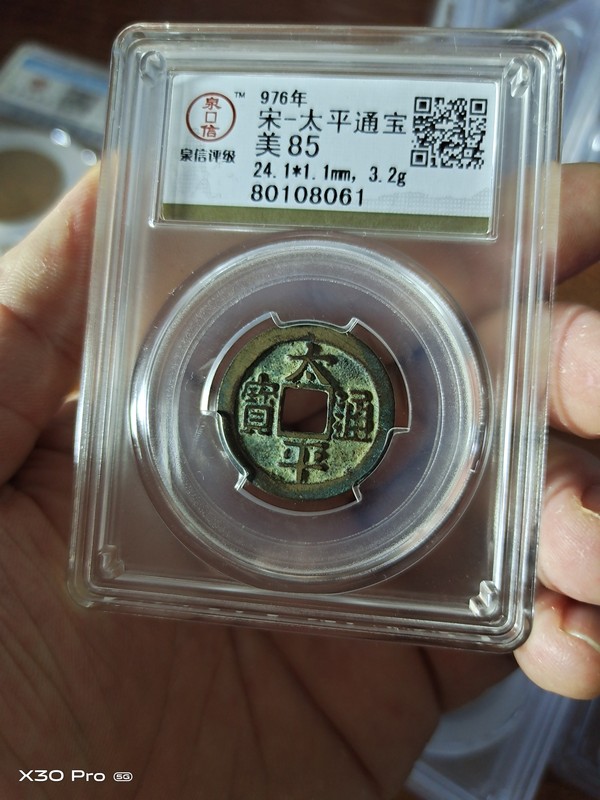 泉信
TM
泉信评级
976年
宋-太平通宝
美85
24.1*1.1mm, 3.2g
80108061
太
寶 通
平
X30 Pro 5G